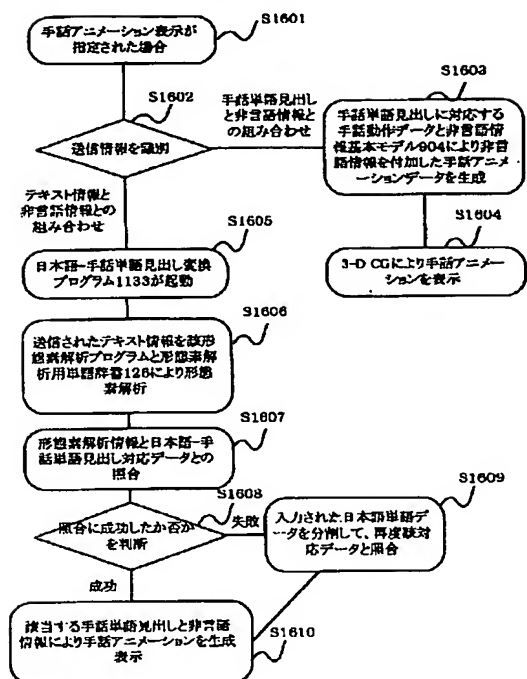 S1601
手話アニメーション表示が
指定された場合
S1602
送信情報を識別
手話単語見出し
と非言語情報と
の組み合わせ
S1603
手話単語見出しに対応する
手話動作データと非言語情
報基本モデル904により非言
語情報を付加した手話アニメ
ーションデータを生成
S1604
3-D CGにより手話アニメーシ
ョンを表示
テキスト情報と
非言語情報との
組み合わせ
S1605
日本語-手話単語見出し変換
プログラム1133が起動
S1606
送信されたテキスト情報を該形
態素解析プログラムと形態素解
析用単語辞書126により形態
素解析
S1607
形態素解析情報と日本語-手
話単語見出し対応データとの
照合
S1608
照合に成功したか否か
を判断
失敗
S1609
入力された日本語単語デ
ータを分割して、再度該対
応データと照合
成功
該当する手話単語見出しと非言語
情報により手話アニメーションを生成
表示
S1610